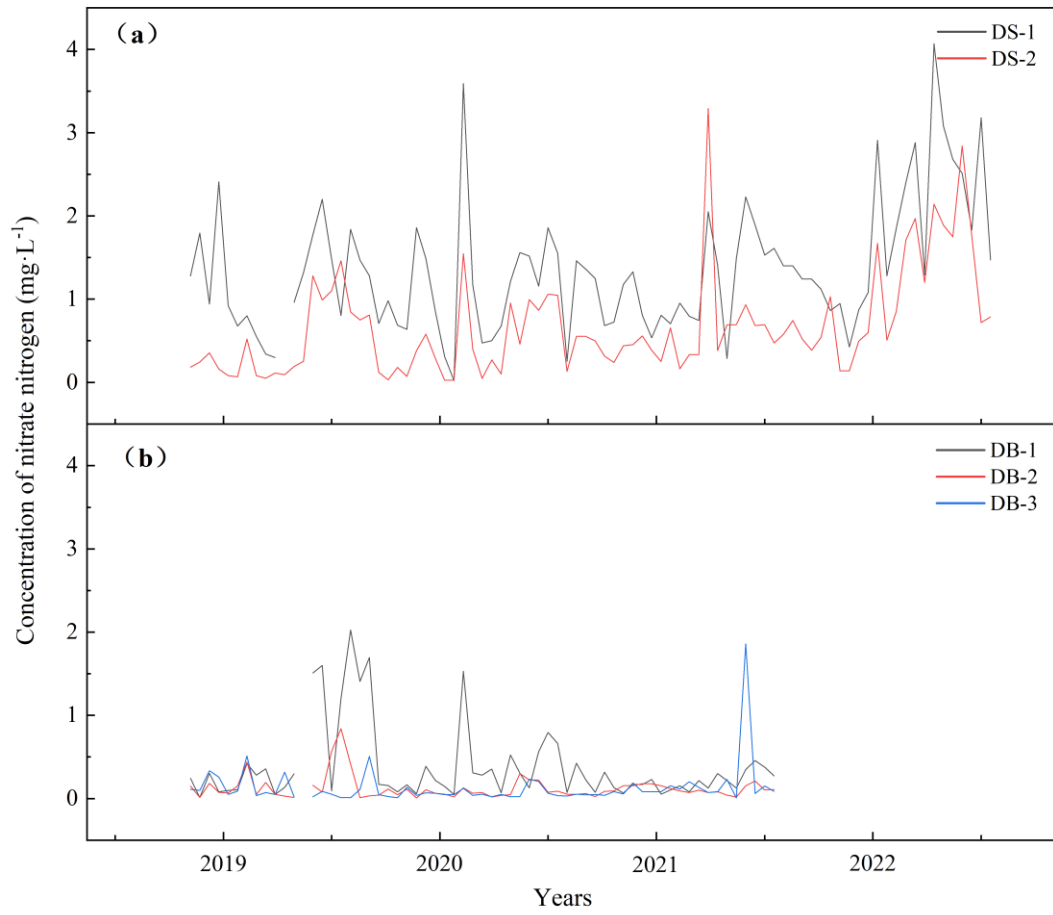 （a）
DS-1
DS-2
4
3
2
1
0
（b）
DB-1
DB-2
DB-3
4
3
2
1
0
Concentration of nitrate nitrogen (mg·L⁻¹)
2019 2020 2021 2022
Years